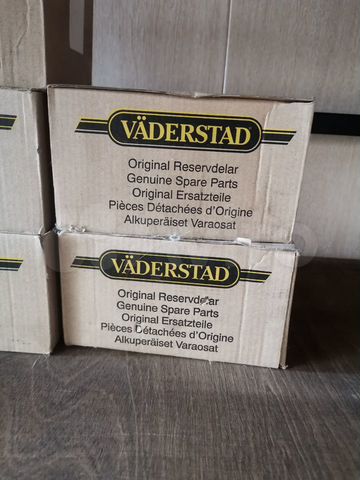 VÄDERSTAD
Original Reservdelar
Genuine Spare Parts
Original Ersatzteile
Pièces Détachées d'Origine
Alkuperäiset Varaosat
VÄDERSTAD
Original Reservdelar
Genuine Spare Parts
Original Ersatzteile
Pièces Détachées d'Origine
Alkuperäiset Varaosat